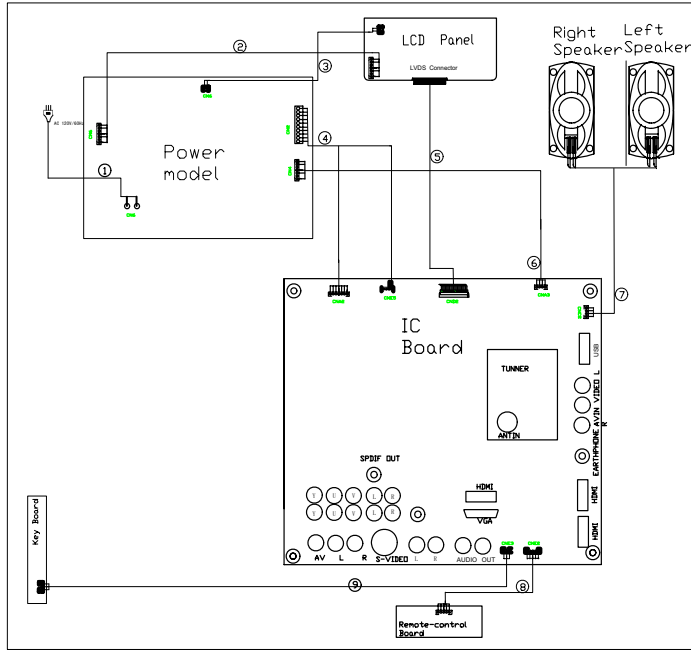 Right
Speaker
Left
Speaker
LCD Panel
LVDS Connector
②
③
AC 120V/60Hz
Power
model
①
④
⑤
⑥
⑦
IC
Board
TUNNER
ANTIN
USB
AVIN VIDEO L
R
EARTHPHONE
HDMI
HDMI
SPDIF OUT
Y U V L R
Y U V L R
HDMI
VGA
AV L R S-VIDEO L R AUDIO OUT
Key Board
⑨
⑧
Remote-control
Board